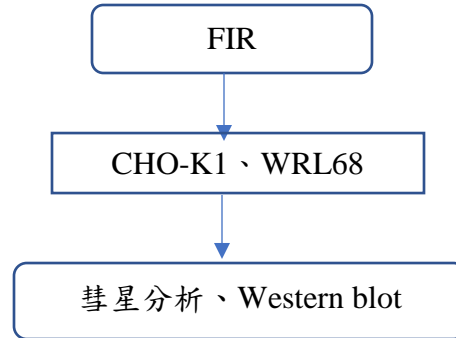 FIR
CHO-K1、WRL68
彗星分析、Western blot